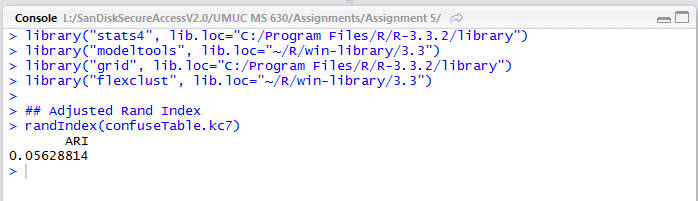 Console L:/SanDiskSecureAccessV2.0/UMUC MS 630/Assignments/Assignment 5/
> library("stats4", lib.loc="C:/Program Files/R/R-3.3.2/library")
> library("modeltools", lib.loc="~/R/win-library/3.3")
> library("grid", lib.loc="C:/Program Files/R/R-3.3.2/library")
> library("flexclust", lib.loc="~/R/win-library/3.3")
>
> ## Adjusted Rand Index
> randIndex(confuseTable.kc7)
ARI
0.05628814
>